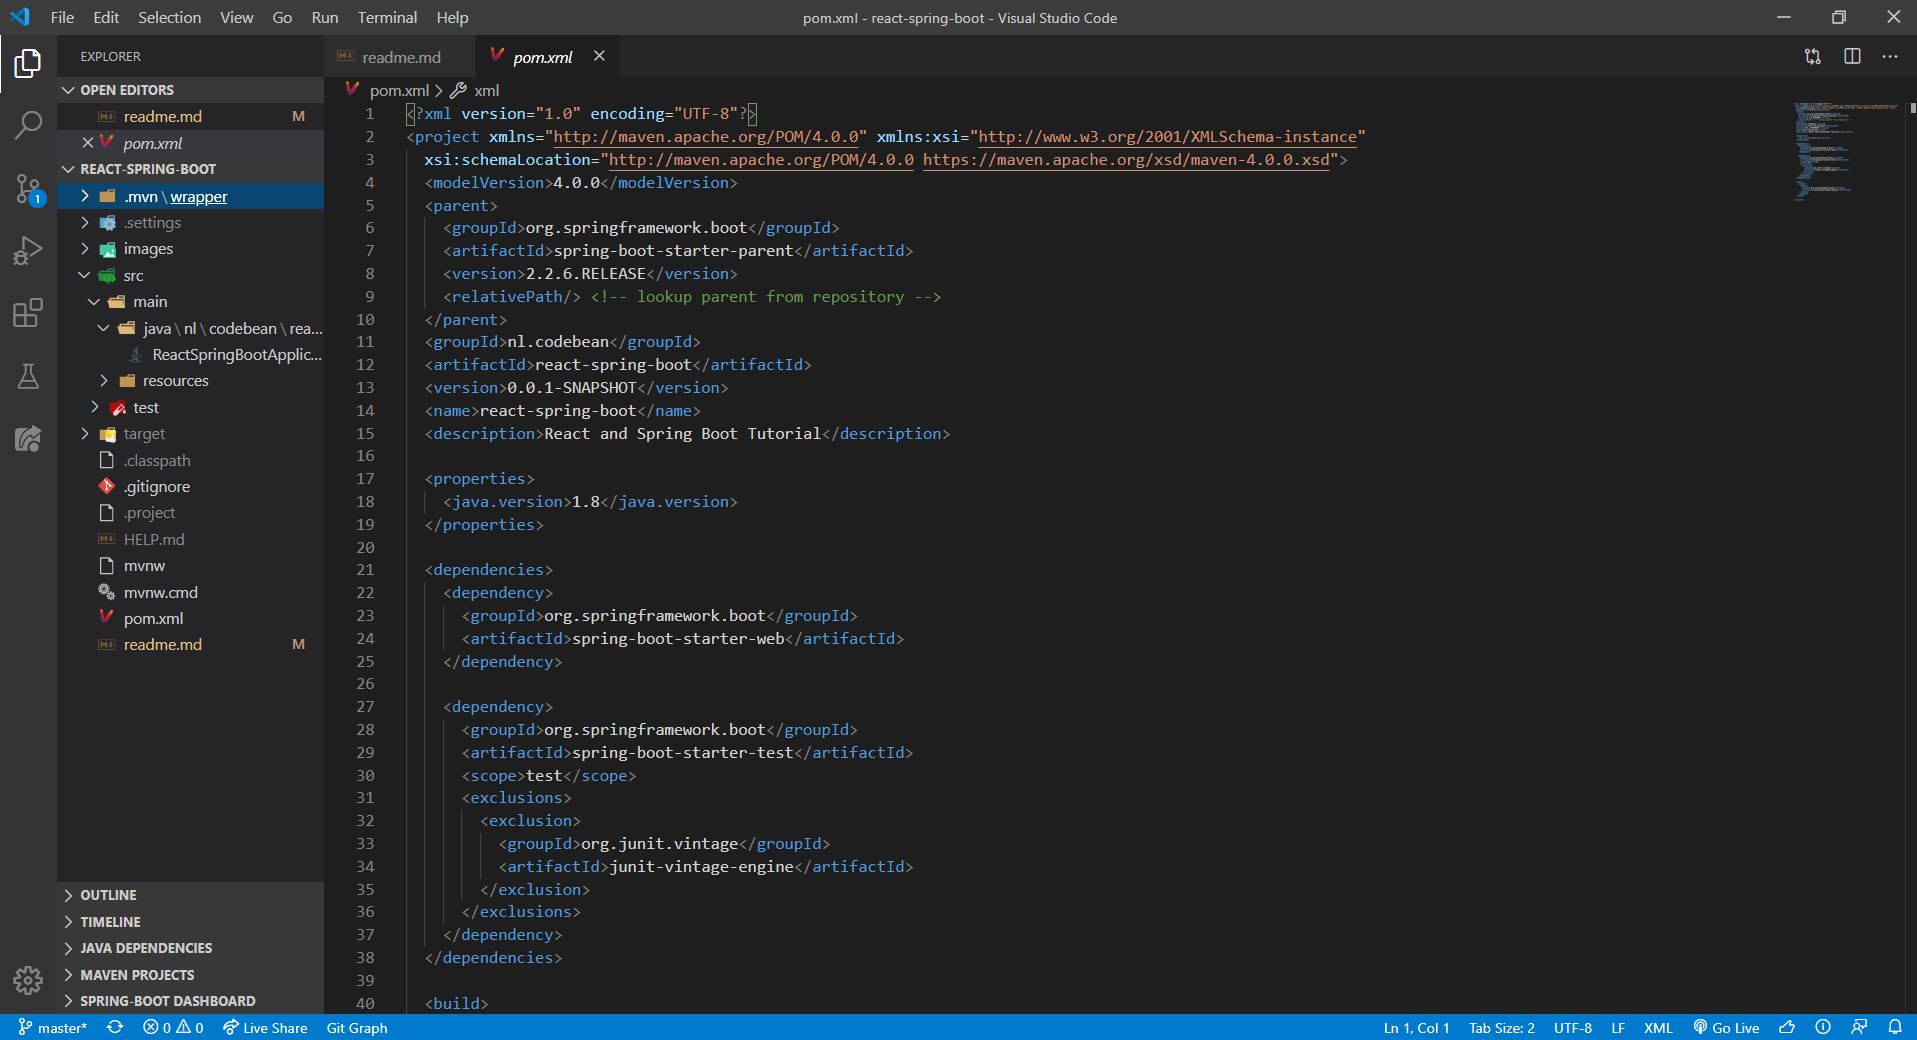 File Edit Selection View Go Run Terminal Help
pom.xml - react-spring-boot - Visual Studio Code
EXPLORER
OPEN EDITORS
readme.md M
pom.xml
REACT-SPRING-BOOT
.mvn \ wrapper
.settings
images
src
main
java \ nl \ codebean \ rea...
ReactSpringBootApplic...
resources
test
target
.classpath
.gitignore
.project
HELP.md
mvnw
mvnw.cmd
pom.xml
readme.md M
OUTLINE
TIMELINE
JAVA DEPENDENCIES
MAVEN PROJECTS
SPRING-BOOT DASHBOARD
1
readme.md pom.xml
pom.xml > xml
1 <?xml version="1.0" encoding="UTF-8"?>
2 <project xmlns="http://maven.apache.org/POM/4.0.0" xmlns:xsi="http://www.w3.org/2001/XMLSchema-instance"
3 xsi:schemaLocation="http://maven.apache.org/POM/4.0.0 https://maven.apache.org/xsd/maven-4.0.0.xsd">
4 <modelVersion>4.0.0</modelVersion>
5 <parent>
6 <groupId>org.springframework.boot</groupId>
7 <artifactId>spring-boot-starter-parent</artifactId>
8 <version>2.2.6.RELEASE</version>
9 <relativePath/> <!-- lookup parent from repository -->
10 </parent>
11 <groupId>nl.codebean</groupId>
12 <artifactId>react-spring-boot</artifactId>
13 <version>0.0.1-SNAPSHOT</version>
14 <name>react-spring-boot</name>
15 <description>React and Spring Boot Tutorial</description>
16
17 <properties>
18 <java.version>1.8</java.version>
19 </properties>
20
21 <dependencies>
22 <dependency>
23 <groupId>org.springframework.boot</groupId>
24 <artifactId>spring-boot-starter-web</artifactId>
25 </dependency>
26
27 <dependency>
28 <groupId>org.springframework.boot</groupId>
29 <artifactId>spring-boot-starter-test</artifactId>
30 <scope>test</scope>
31 <exclusions>
32 <exclusion>
33 <groupId>org.junit.vintage</groupId>
34 <artifactId>junit-vintage-engine</artifactId>
35 </exclusion>
36 </exclusions>
37 </dependency>
38 </dependencies>
39
40 <build>
master* 0 0 Live Share Git Graph Ln 1, Col 1 Tab Size: 2 UTF-8 LF XML Go Live